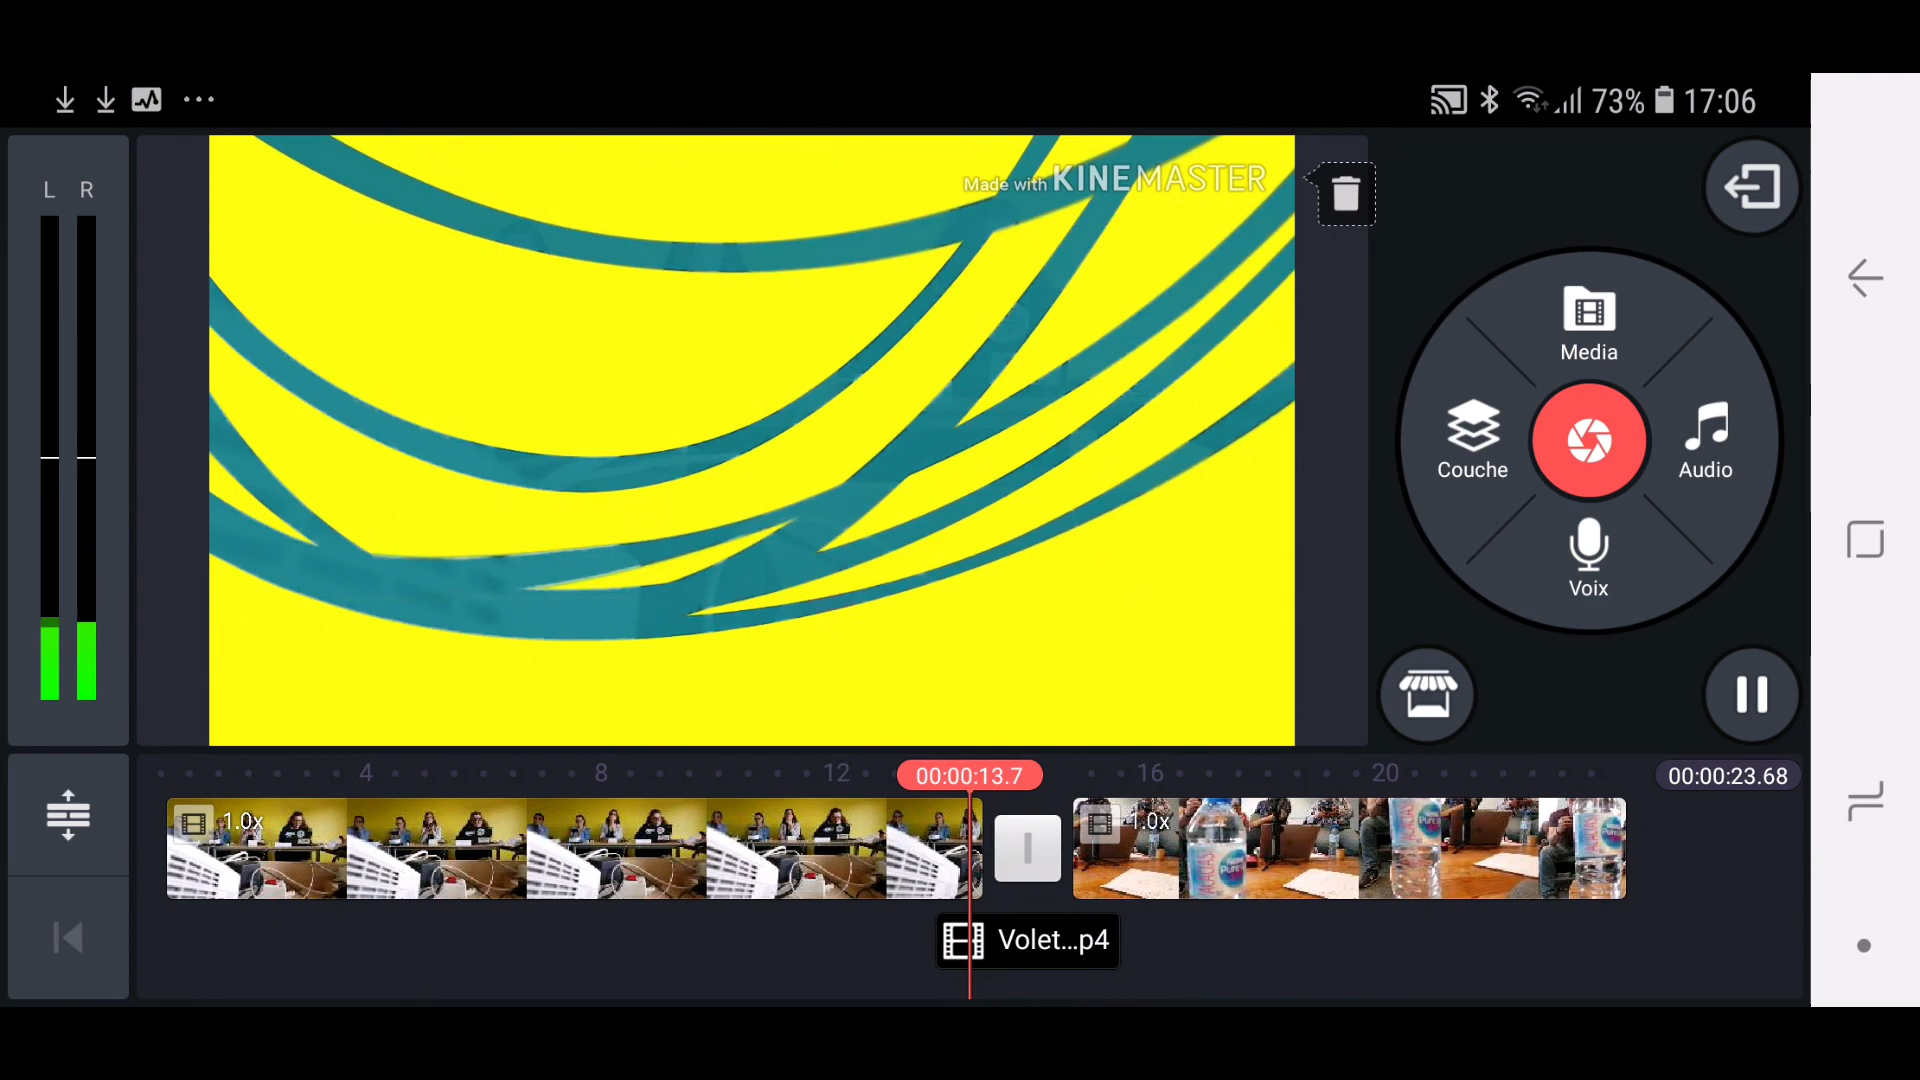 73% 17:06
L R
Made with KINEMASTER
Media
Couche
Audio
Voix
4 8 12 00:00:13.7 16 20 00:00:23.68
1.0x
1.0x
Volet...p4